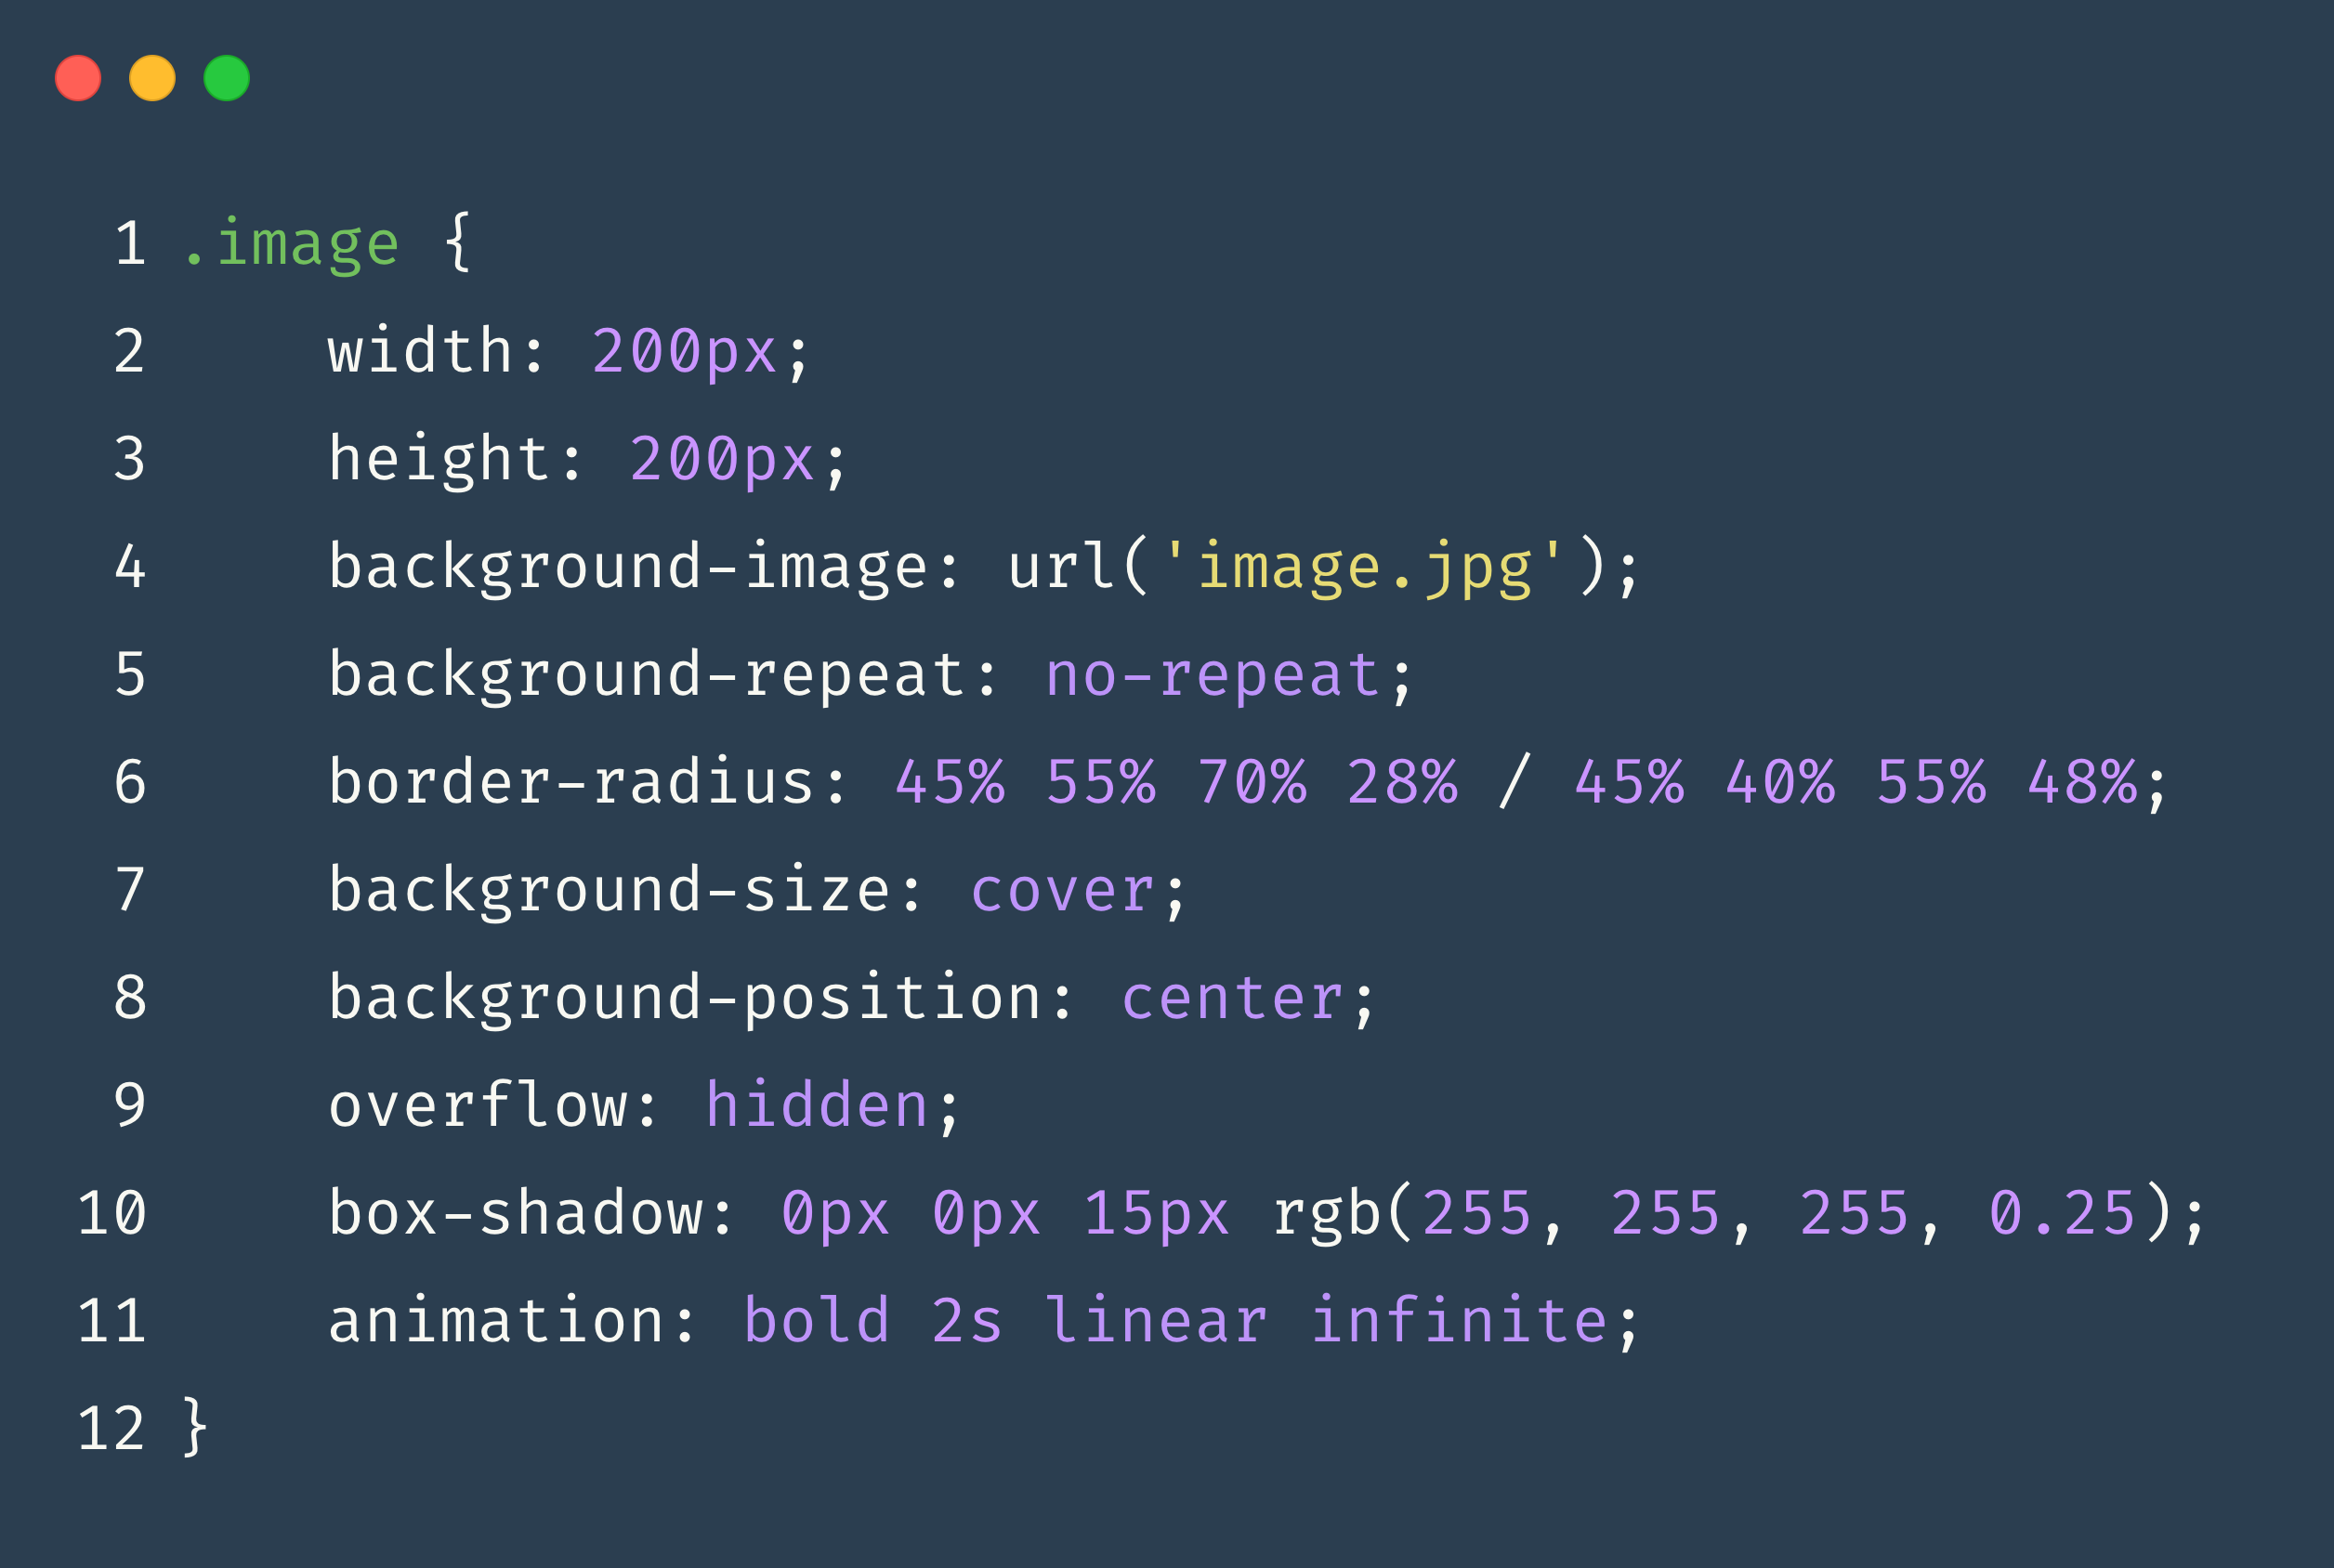 1 .image {
2     width: 200px;
3     height: 200px;
4     background-image: url('image.jpg');
5     background-repeat: no-repeat;
6     border-radius: 45% 55% 70% 28% / 45% 40% 55% 48%;
7     background-size: cover;
8     background-position: center;
9     overflow: hidden;
10     box-shadow: 0px 0px 15px rgb(255, 255, 255, 0.25);
11     animation: bold 2s linear infinite;
12 }